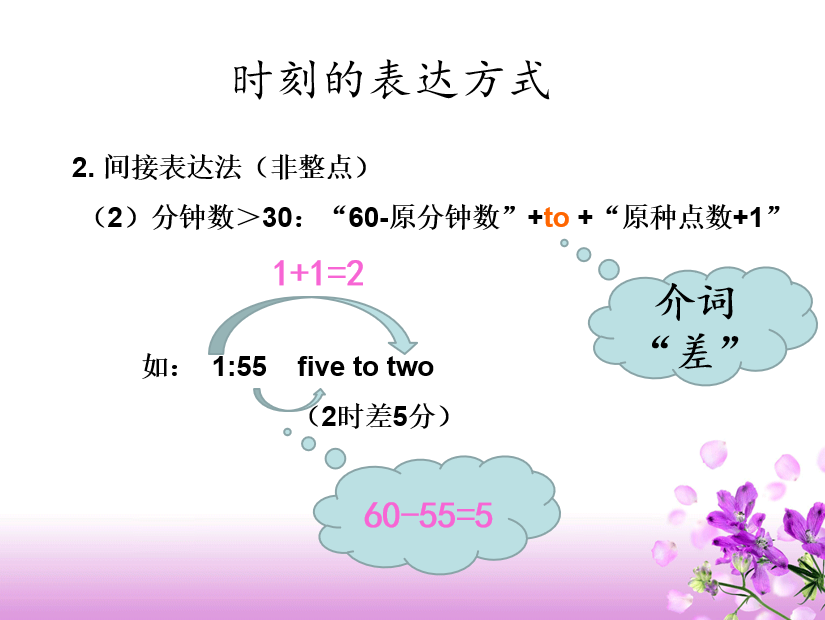 时刻的表达方式
2. 间接表达法（非整点）
（2）分钟数＞30：“60-原分钟数”+to +“原种点数+1”
1+1=2
介词
“差”
如： 1:55 five to two
（2时差5分）
60-55=5